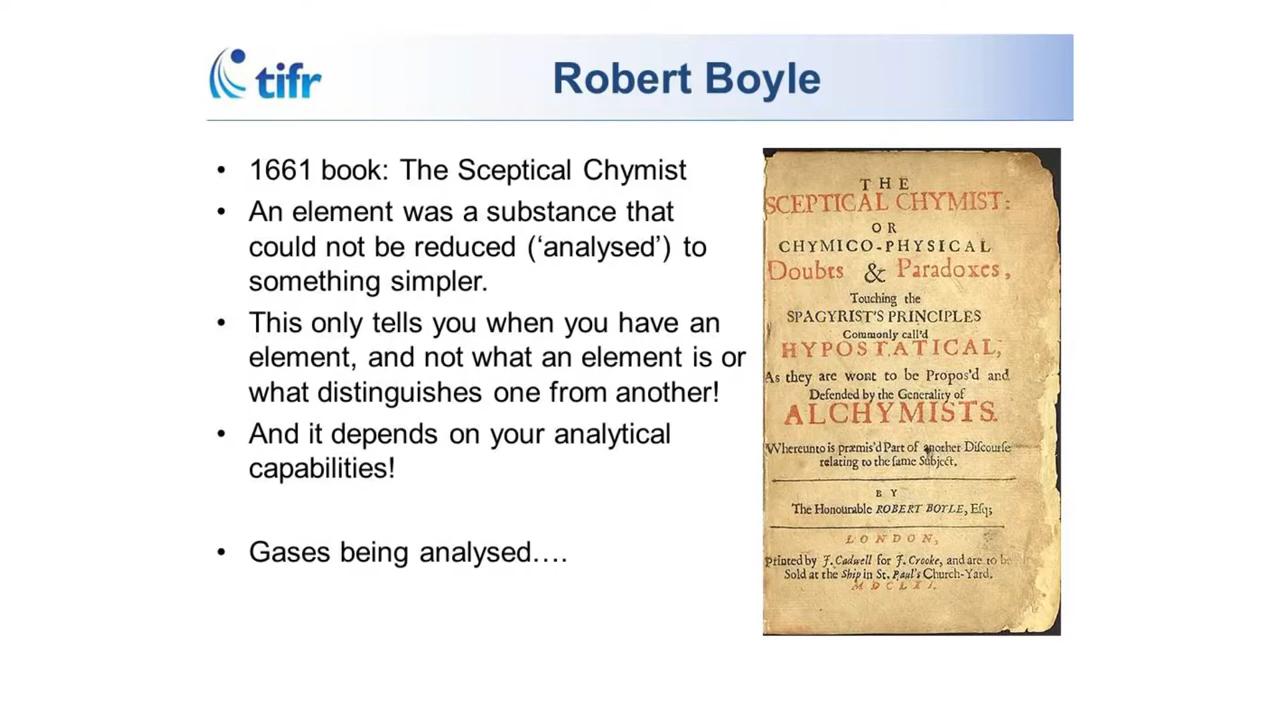 tifr
Robert Boyle
• 1661 book: The Sceptical Chymist
• An element was a substance that
could not be reduced (‘analysed’) to
something simpler.
• This only tells you when you have an
element, and not what an element is or
what distinguishes one from another!
• And it depends on your analytical
capabilities!
• Gases being analysed….
THE
SCEPTICAL CHYMIST:
OR
CHYMICO-PHYSICAL
Doubts & Paradoxes,
Touching the
SPAGYRIST'S PRINCIPLES
Commonly call'd
HYPOSTATICAL,
As they are wont to be Propos'd and
Defended by the Generality of
ALCHYMISTS.
Whereunto is præmis'd Part of another Discourse
relating to the same Subject.
BY
The Honourable ROBERT BOYLE, Esq;
LONDON,
Printed by J. Cadwell for J. Crooke, and are to be
Sold at the Ship in St. Paul's Church-Yard.
MDCLXI.